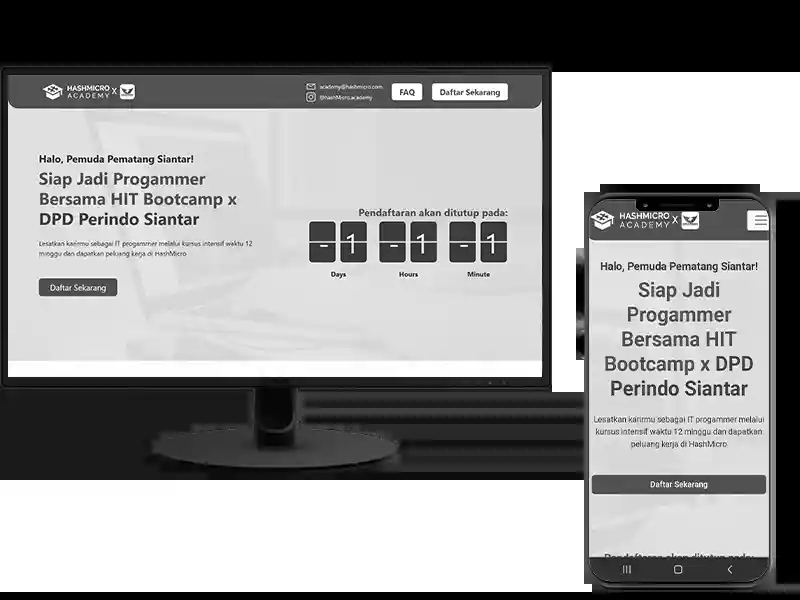 HASHMICRO
ACADEMY
X
academy@hashmicro.com
@hashMicro.academy
FAQ
Daftar Sekarang
Halo, Pemuda Pematang Siantar!
Siap Jadi Progammer
Bersama HIT Bootcamp x
DPD Perindo Siantar
Lesatkan karirmu sebagai IT progammer melalui kursus intensif waktu 12
minggu dan dapatkan peluang kerja di HashMicro
Daftar Sekarang
Pendaftaran akan ditutup pada:
-1 -1 -1
Days Hours Minute
HASHMICRO
ACADEMY
X
Halo, Pemuda Pematang Siantar!
Siap Jadi
Progammer
Bersama HIT
Bootcamp x DPD
Perindo Siantar
Lesatkan karirmu sebagai IT progammer melalui
kursus intensif waktu 12 minggu dan dapatkan
peluang kerja di HashMicro
Daftar Sekarang
Pendaftaran akan ditutup pada: